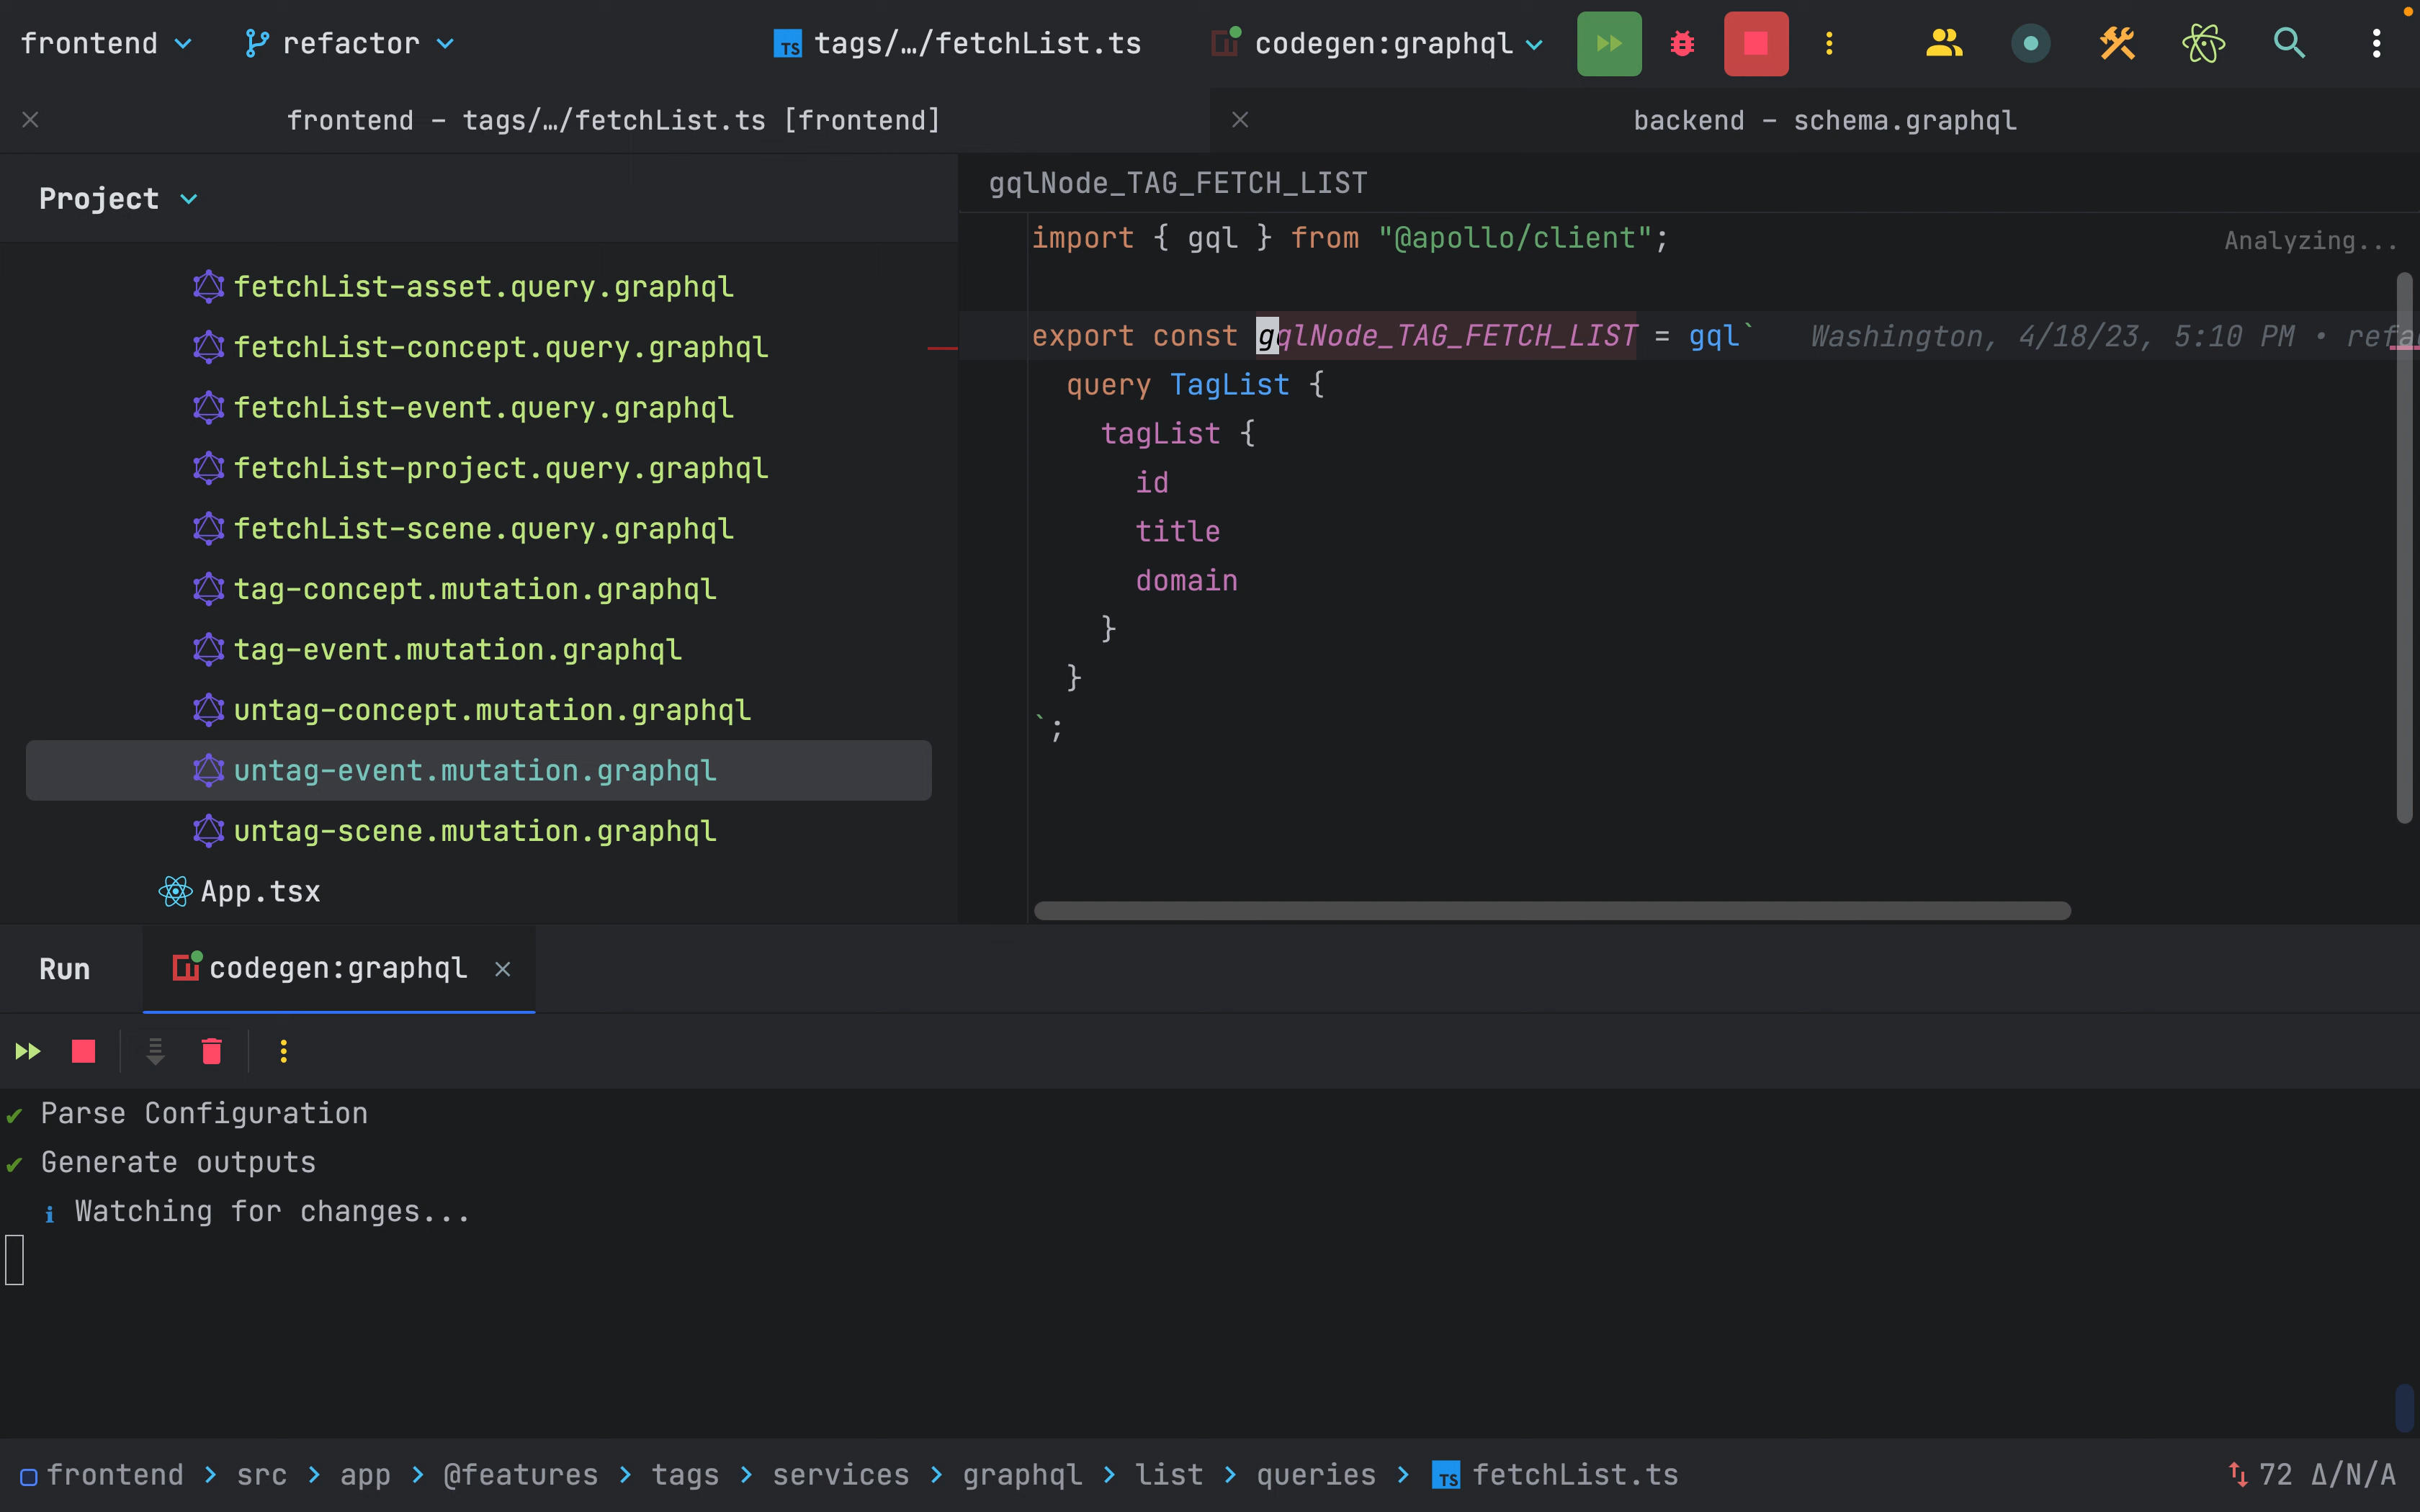 frontend refactor TS tags/…/fetchList.ts codegen:graphql
frontend – tags/…/fetchList.ts [frontend]
backend – schema.graphql
Project
fetchList-asset.query.graphql
fetchList-concept.query.graphql
fetchList-event.query.graphql
fetchList-project.query.graphql
fetchList-scene.query.graphql
tag-concept.mutation.graphql
tag-event.mutation.graphql
untag-concept.mutation.graphql
untag-event.mutation.graphql
untag-scene.mutation.graphql
App.tsx
gqlNode_TAG_FETCH_LIST
import { gql } from "@apollo/client";
Analyzing...
export const gqlNode_TAG_FETCH_LIST = gql` Washington, 4/18/23, 5:10 PM • refac
query TagList {
tagList {
id
title
domain
}
}
`;
Run codegen:graphql
✔ Parse Configuration
✔ Generate outputs
ℹ Watching for changes...
frontend > src > app > @features > tags > services > graphql > list > queries > TS fetchList.ts
72 Δ/N/A